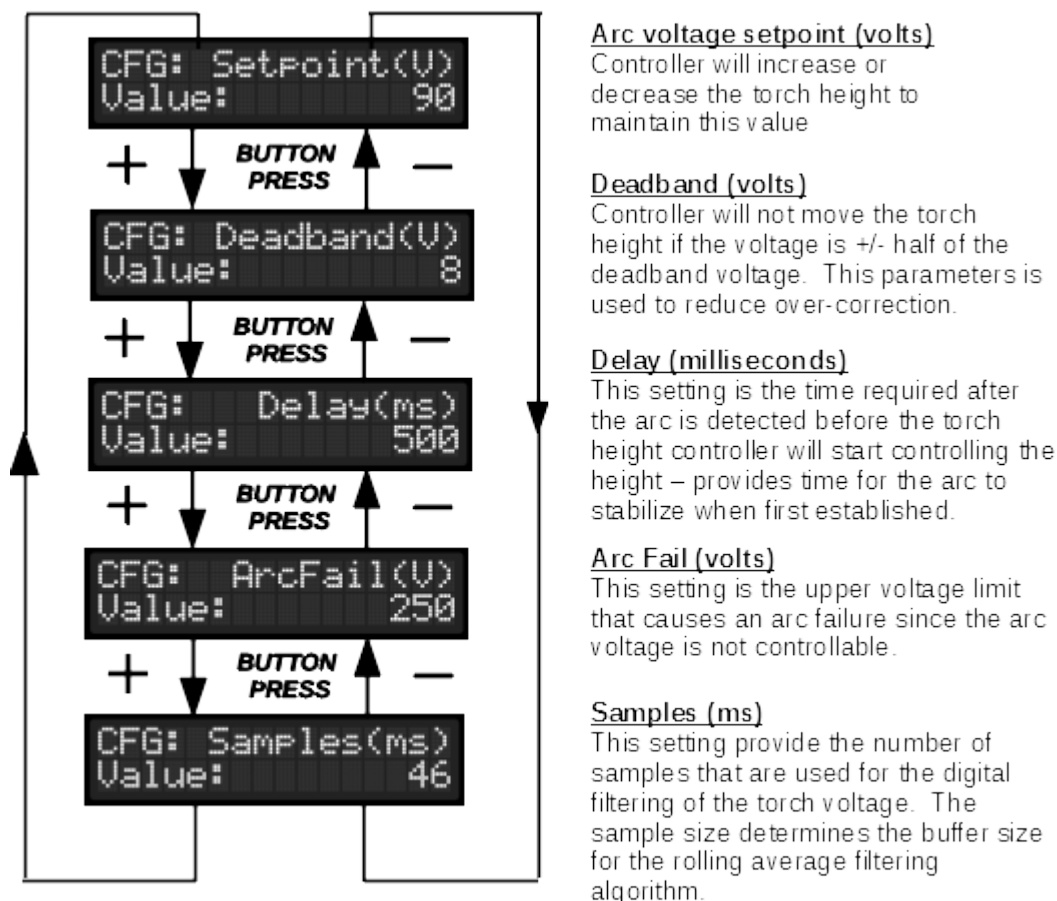 CFG: Setpoint(V)
Value: 90
+
BUTTON
PRESS
—
CFG: Deadband(V)
Value: 8
+
BUTTON
PRESS
—
CFG: Delay(ms)
Value: 500
+
BUTTON
PRESS
—
CFG: ArcFail(V)
Value: 250
+
BUTTON
PRESS
—
CFG: Samples(ms)
Value: 46
Arc voltage setpoint (volts)
Controller will increase or
decrease the torch height to
maintain this value
Deadband (volts)
Controller will not move the torch
height if the voltage is +/- half of the
deadband voltage. This parameters is
used to reduce over-correction.
Delay (milliseconds)
This setting is the time required after
the arc is detected before the torch
height controller will start controlling the
height – provides time for the arc to
stabilize when first established.
Arc Fail (volts)
This setting is the upper voltage limit
that causes an arc failure since the arc
voltage is not controllable.
Samples (ms)
This setting provide the number of
samples that are used for the digital
filtering of the torch voltage. The
sample size determines the buffer size
for the rolling average filtering
algorithm.